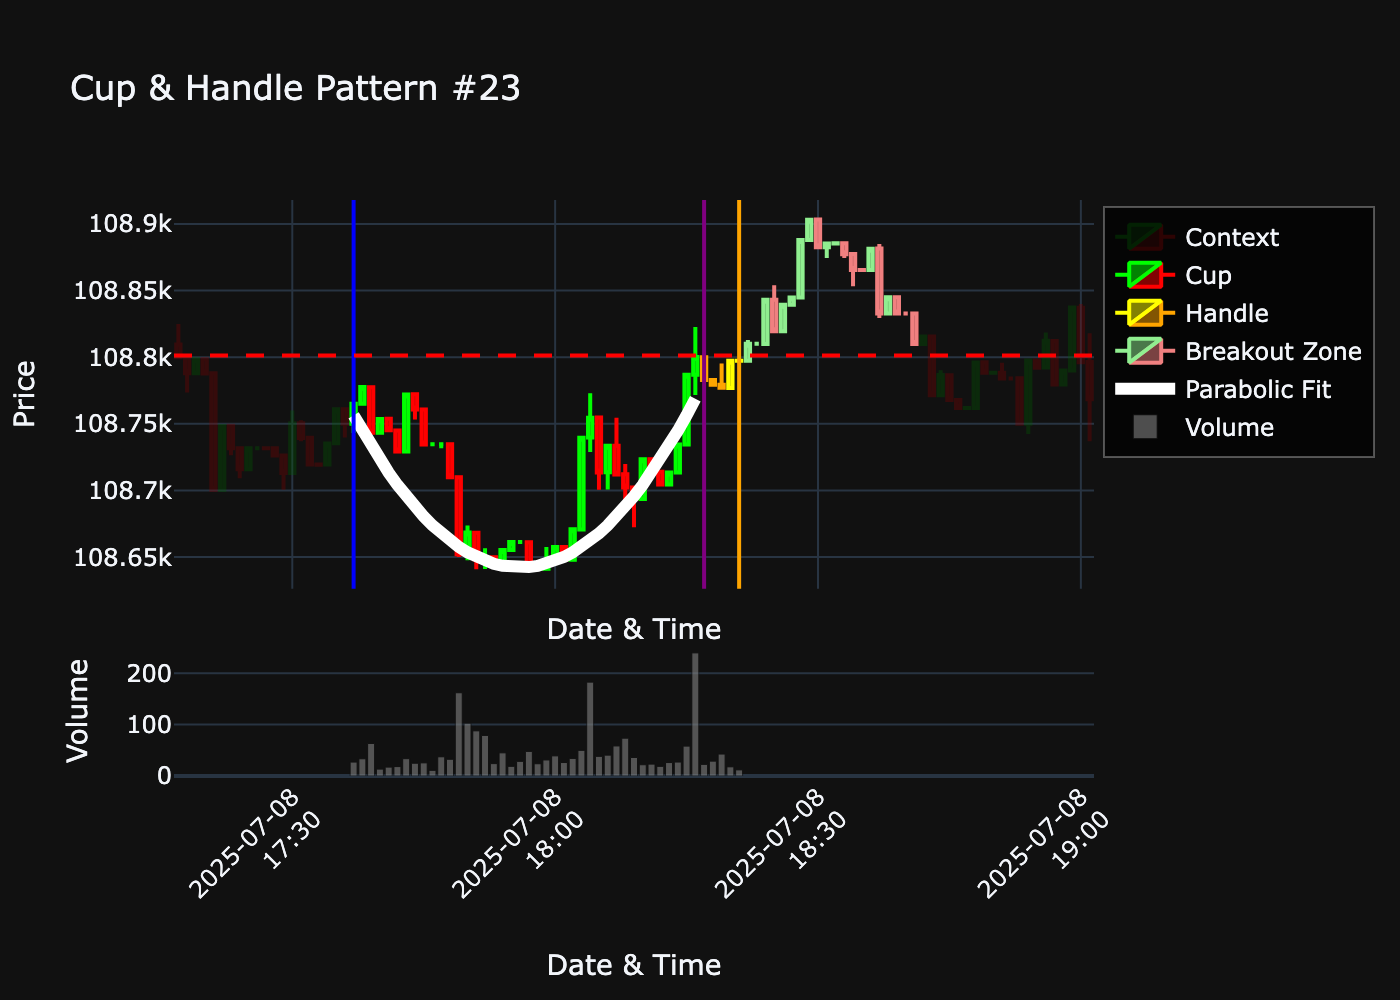 Cup & Handle Pattern #23
108.9k
108.85k
108.8k
108.75k
108.7k
108.65k
Price
Date & Time
Context
Cup
Handle
Breakout Zone
Parabolic Fit
Volume
200
100
0
Volume
2025-07-08
17:30
2025-07-08
18:00
2025-07-08
18:30
2025-07-08
19:00
Date & Time